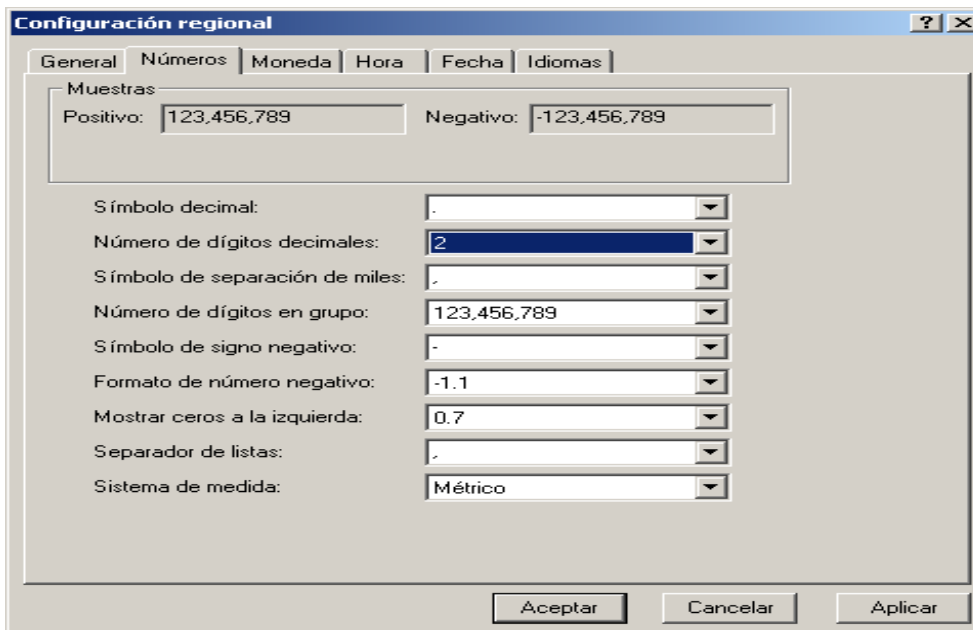 Configuración regional
General Números Moneda Hora Fecha Idiomas
Muestras
Positivo: 123,456,789 Negativo: -123,456,789
Símbolo decimal: .
Número de dígitos decimales: 2
Símbolo de separación de miles: ,
Número de dígitos en grupo: 123,456,789
Símbolo de signo negativo: -
Formato de número negativo: -1.1
Mostrar ceros a la izquierda: 0.7
Separador de listas: ,
Sistema de medida: Métrico
Aceptar Cancelar Aplicar